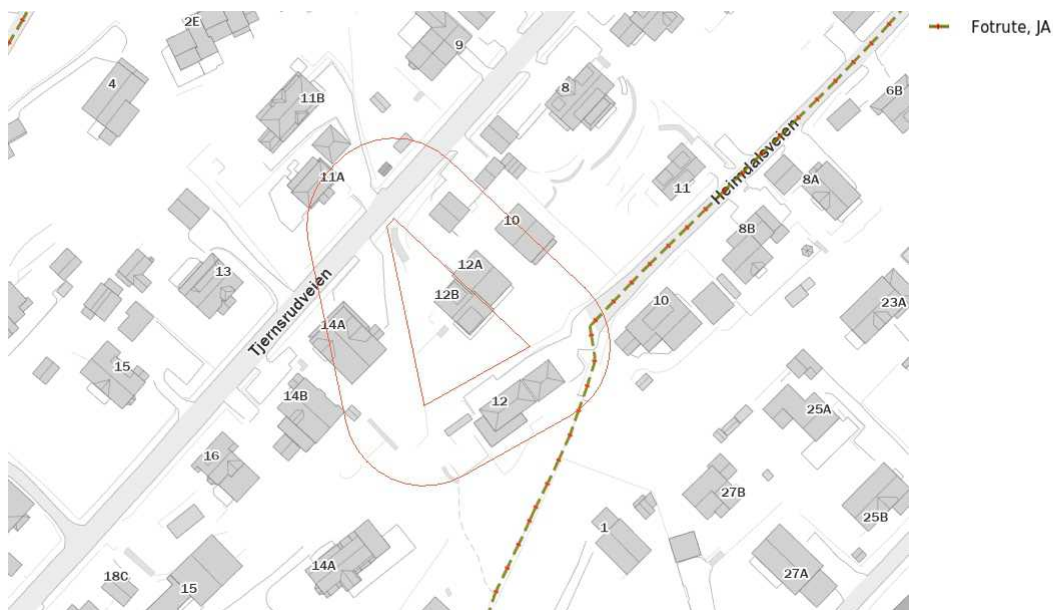 Fotrute, JA
2E
9
4
11B
8
6B
11A
11
8A
Heimdalsveien
10
8B
13
12A
12B
10
23A
Tjernsrudveien
14A
15
14B
12
25A
16
27B
25B
1
14A
18C
15
27A